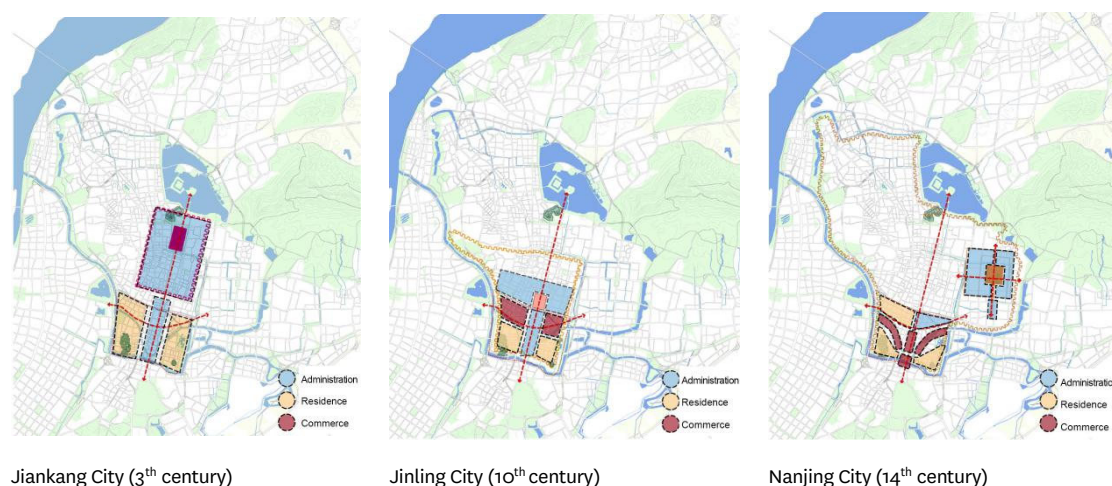 Administration
Residence
Commerce
Administration
Residence
Commerce
Administratio
Residence
Commerce
Jiankang City (3th century)
Jinling City (10th century)
Nanjing City (14th century)